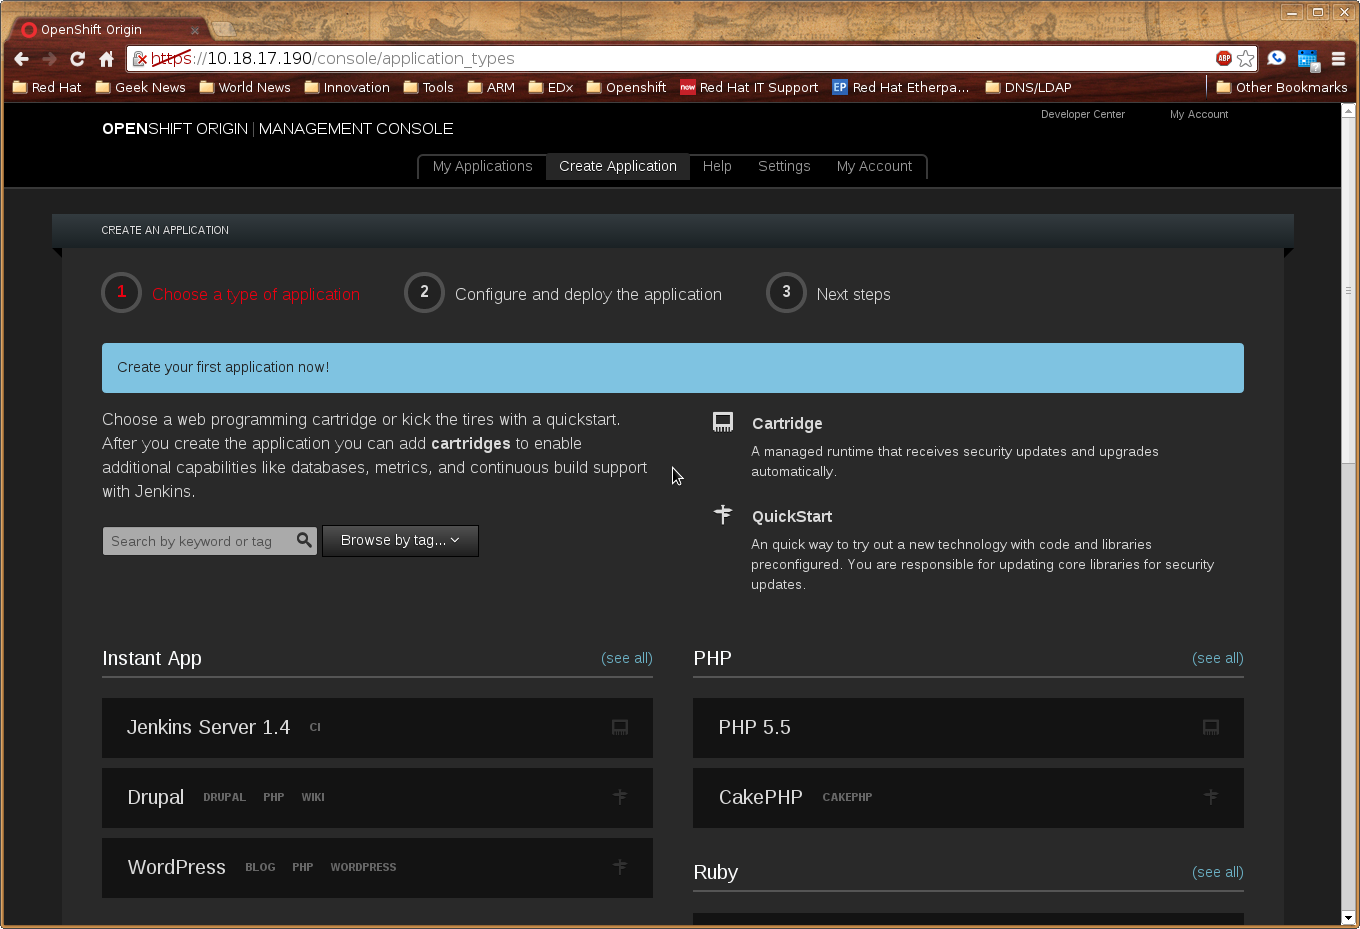 OpenShift Origin
https://10.18.17.190/console/application_types
ABP
Red Hat Geek News World News Innovation Tools ARM EDx Openshift now Red Hat IT Support EP Red Hat Etherpa... DNS/LDAP Other Bookmarks
Developer Center My Account
OPENSHIFT ORIGIN | MANAGEMENT CONSOLE
My Applications Create Application Help Settings My Account
CREATE AN APPLICATION
1 Choose a type of application 2 Configure and deploy the application 3 Next steps
Create your first application now!
Choose a web programming cartridge or kick the tires with a quickstart.
After you create the application you can add cartridges to enable
additional capabilities like databases, metrics, and continuous build support
with Jenkins.
Search by keyword or tag Browse by tag...
Cartridge
A managed runtime that receives security updates and upgrades
automatically.
QuickStart
An quick way to try out a new technology with code and libraries
preconfigured. You are responsible for updating core libraries for security
updates.
Instant App (see all)
Jenkins Server 1.4 CI
Drupal DRUPAL PHP WIKI
WordPress BLOG PHP WORDPRESS
PHP (see all)
PHP 5.5
CakePHP CAKEPHP
Ruby (see all)